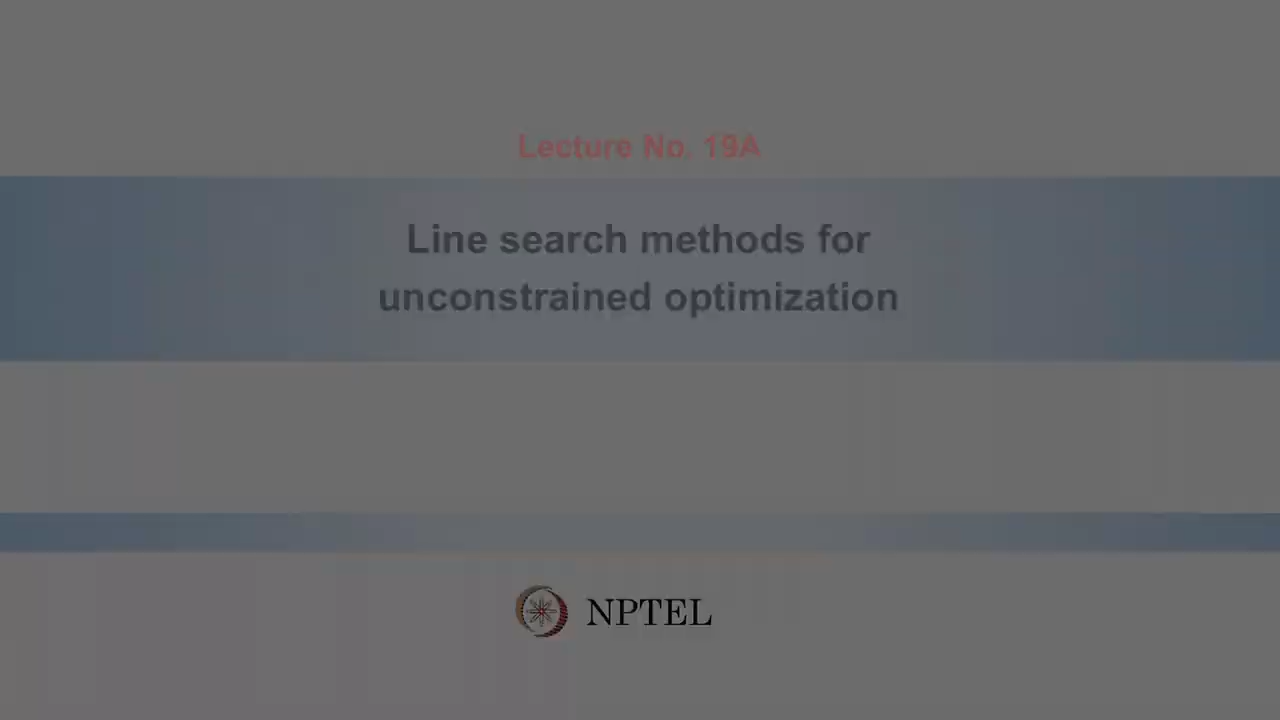 Lecture No. 19A
Line search methods for
unconstrained optimization
NPTEL